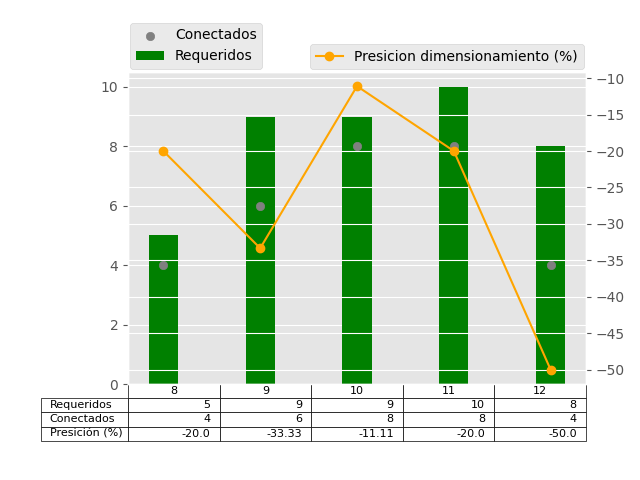 Conectados
Requeridos
Presicion dimensionamiento (%)
10
8
6
4
2
0
−10
−15
−20
−25
−30
−35
−40
−45
−50
8 9 10 11 12
Requeridos 5 9 9 10 8
Conectados 4 6 8 8 4
Presición (%) -20.0 -33.33 -11.11 -20.0 -50.0